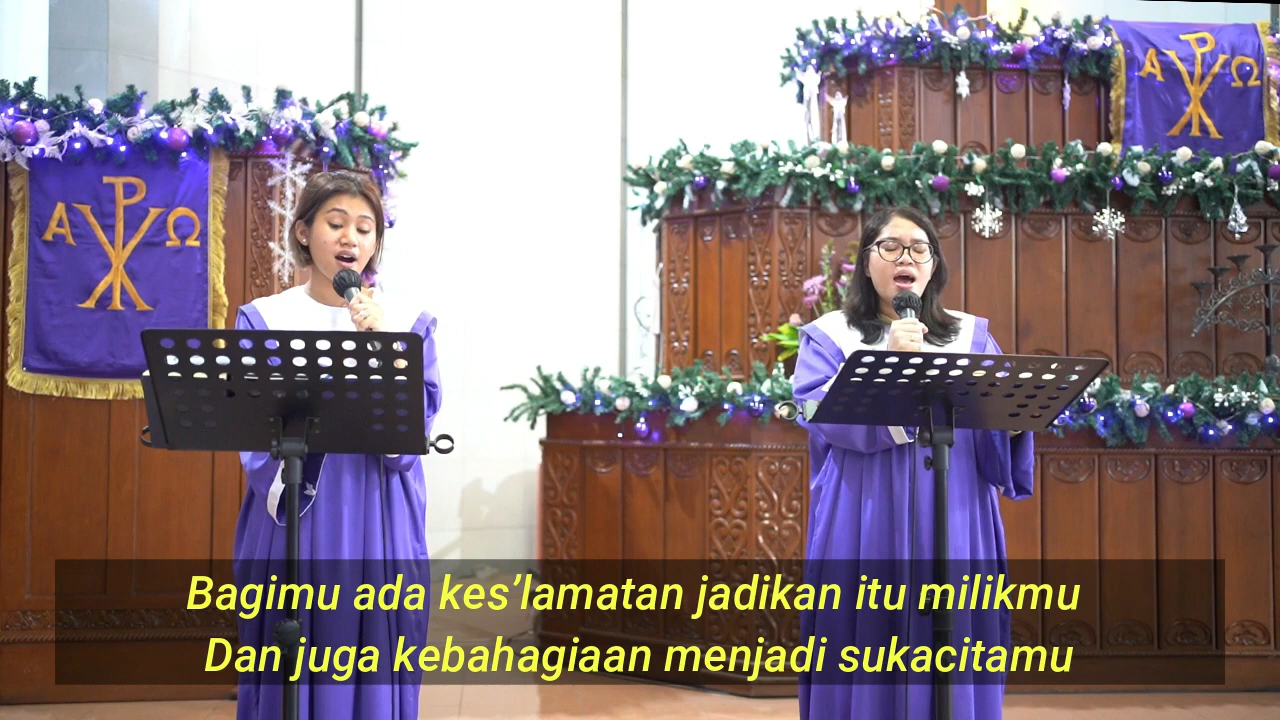 Α Ω
Α Ω
Bagimu ada kes’lamatan jadikan itu milikmu
Dan juga kebahagiaan menjadi sukacitamu